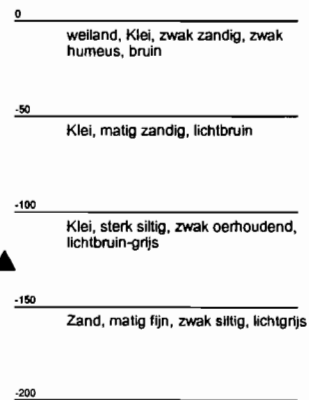 0
weiland, Klei, zwak zandig, zwak
humeus, bruin
-50
Klei, matig zandig, lichtbruin
-100
Klei, sterk siltig, zwak oerhoudend,
lichtbruin-grijs
-150
Zand, matig fijn, zwak siltig, lichtgrijs
-200